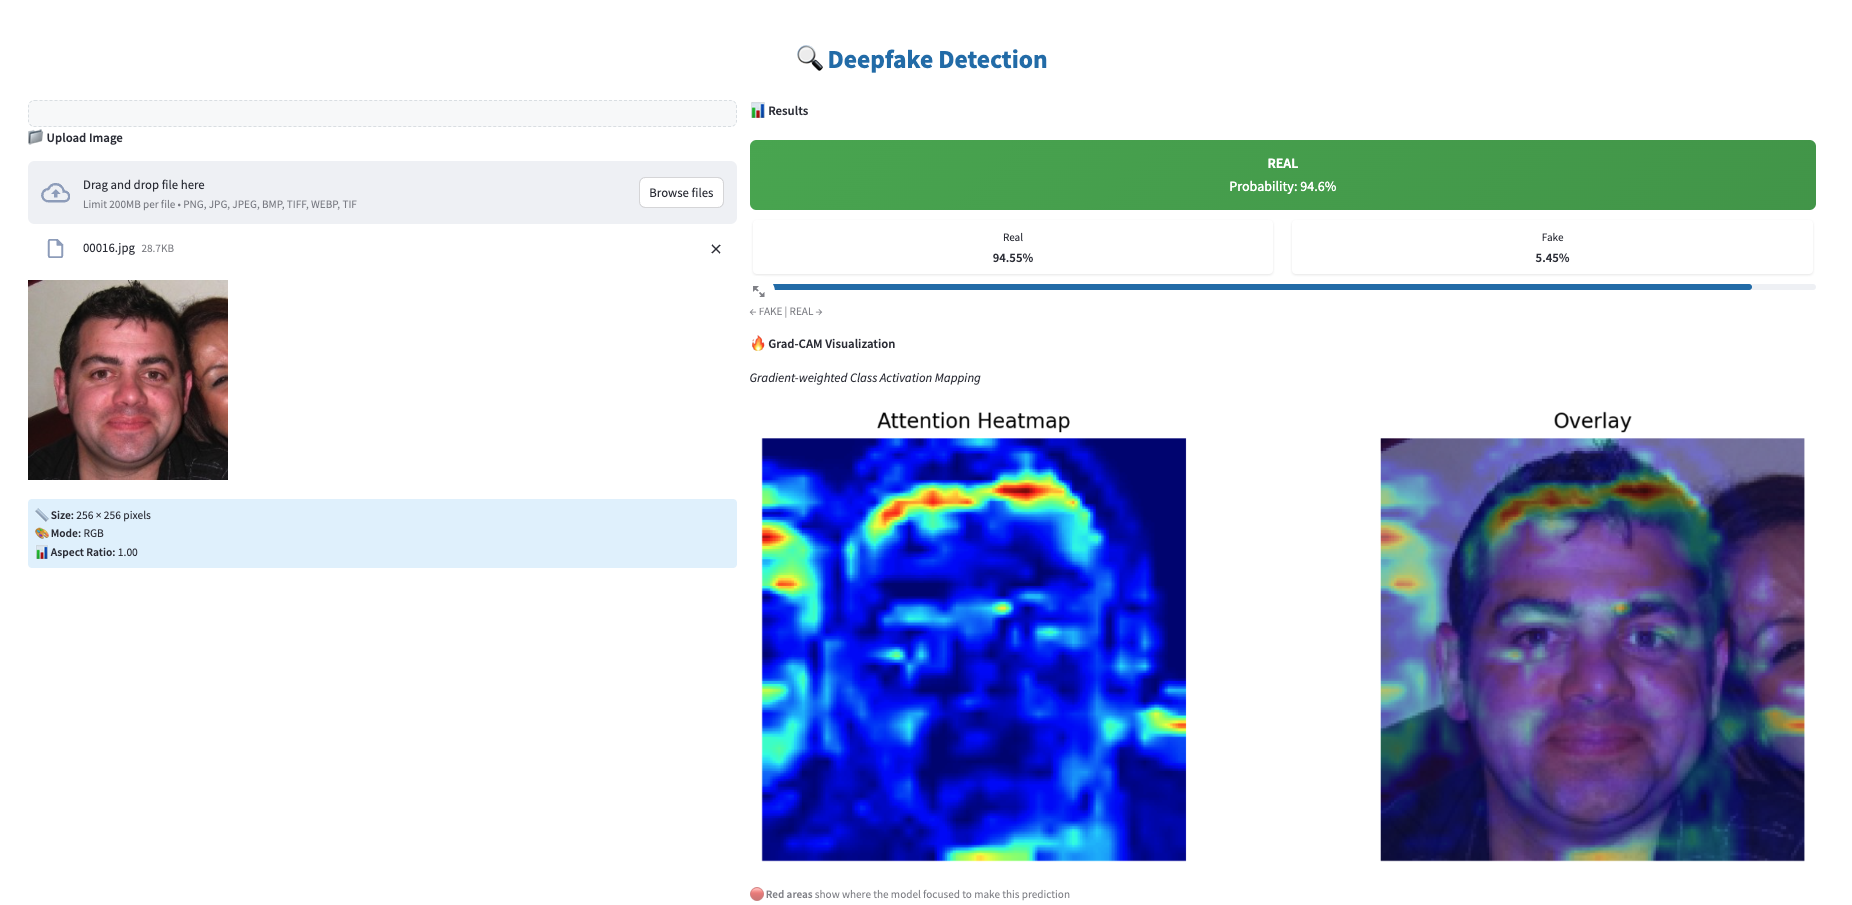 Deepfake Detection
Upload Image
Drag and drop file here
Limit 200MB per file • PNG, JPG, JPEG, BMP, TIFF, WEBP, TIF
Browse files
00016.jpg 28.7KB
Size: 256 × 256 pixels
Mode: RGB
Aspect Ratio: 1.00
Results
REAL
Probability: 94.6%
Real
94.55%
Fake
5.45%
← FAKE | REAL →
Grad-CAM Visualization
Gradient-weighted Class Activation Mapping
Attention Heatmap
Overlay
Red areas show where the model focused to make this prediction